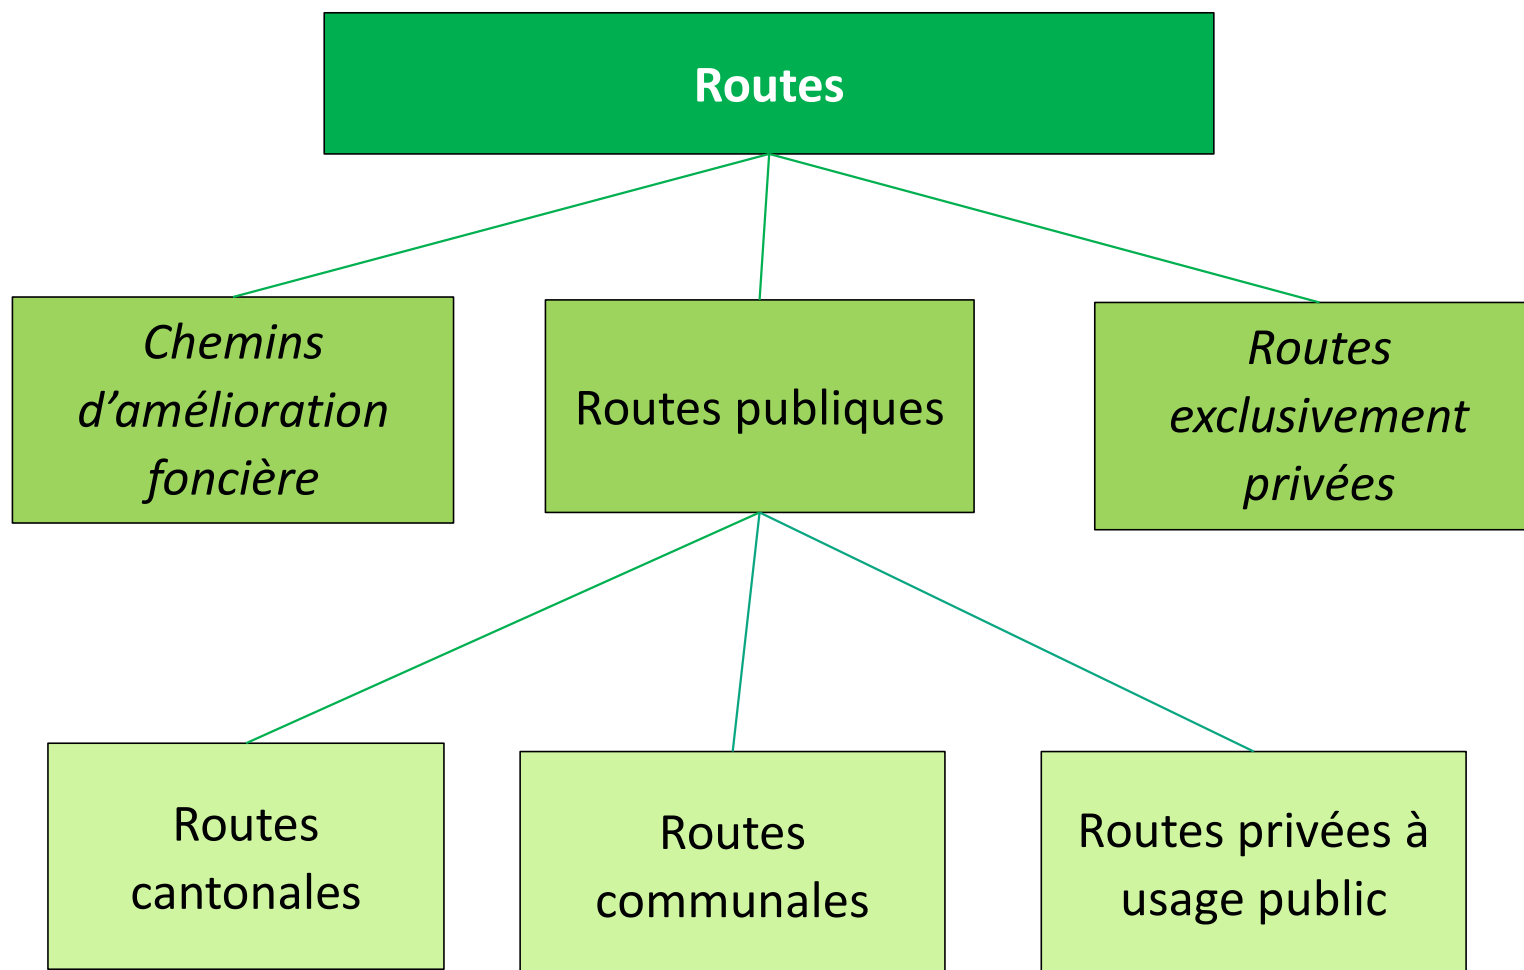 Routes
Chemins
d’amélioration
foncière
Routes publiques
Routes
exclusivement
privées
Routes
cantonales
Routes
communales
Routes privées à
usage public